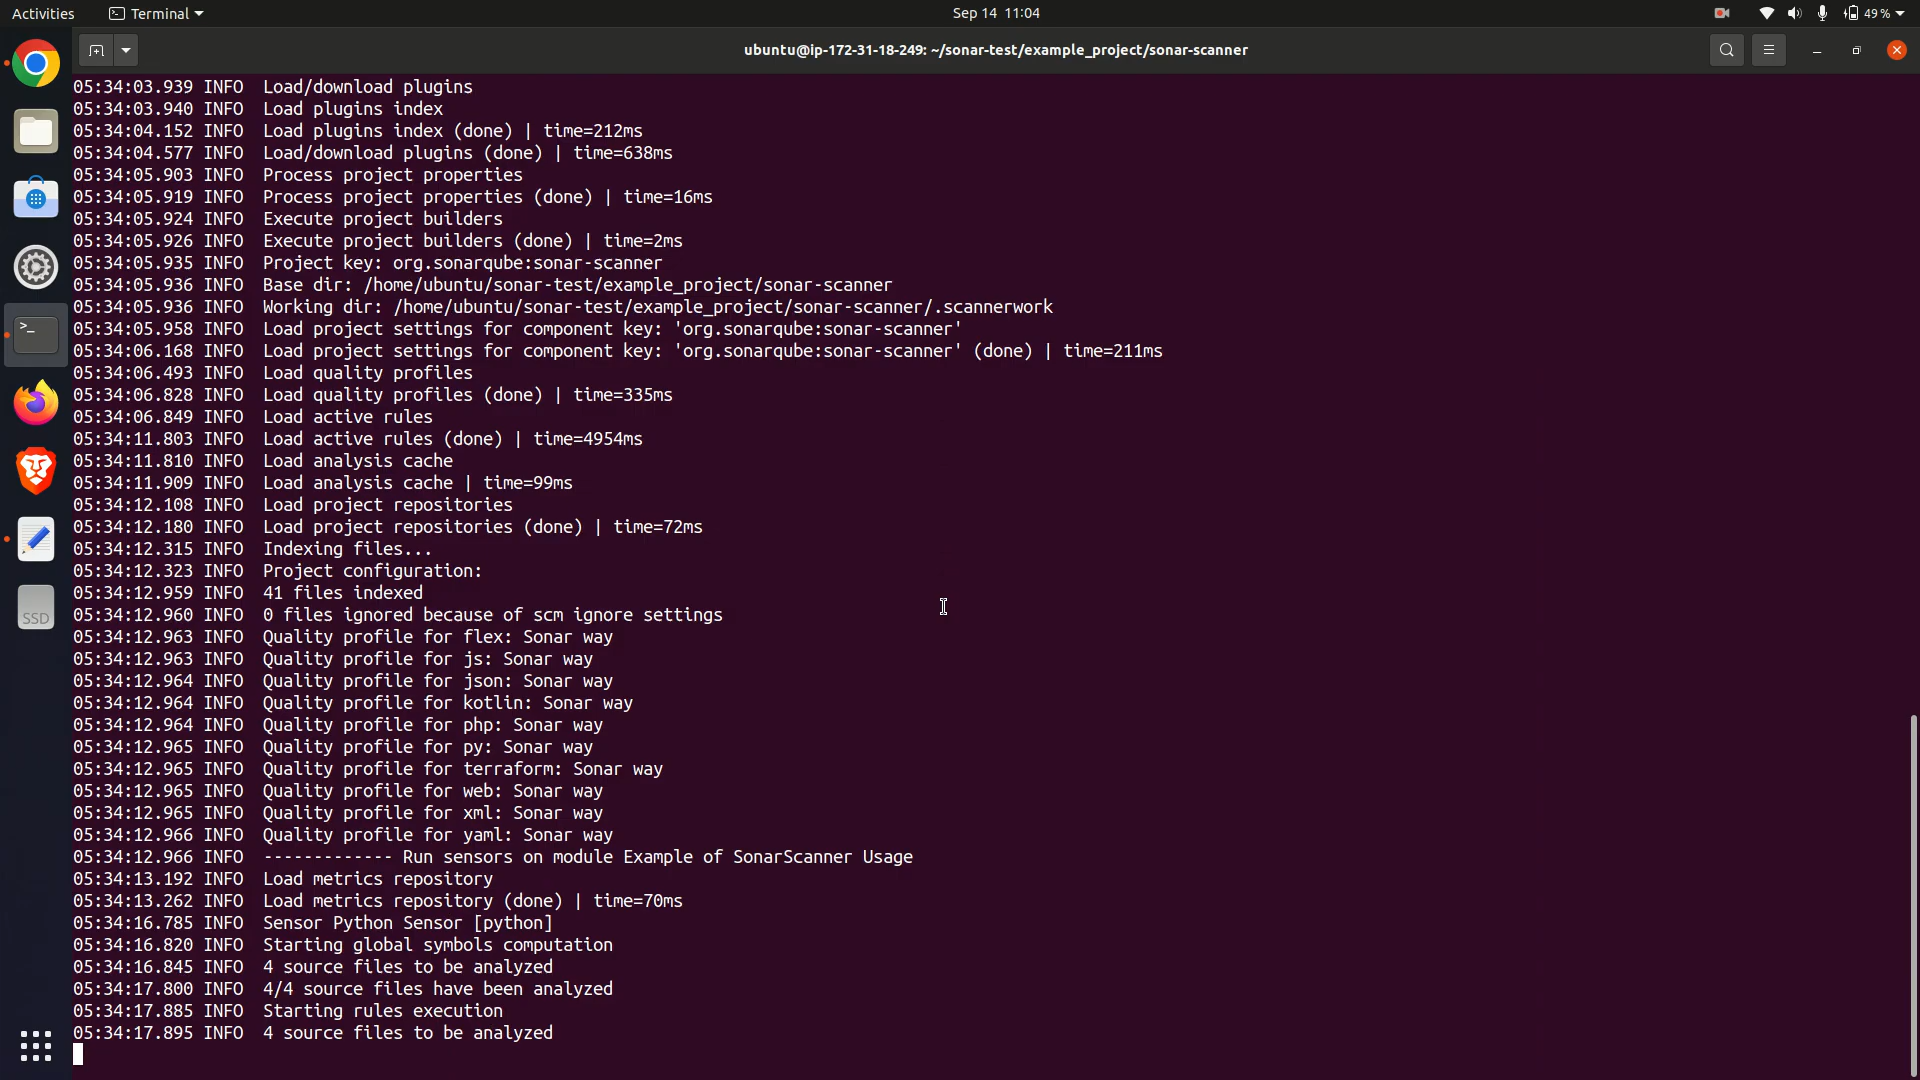 Activities
Terminal
Sep 14 11:04
49 %
ubuntu@ip-172-31-18-249: ~/sonar-test/example_project/sonar-scanner
05:34:03.939 INFO  Load/download plugins
05:34:03.940 INFO  Load plugins index
05:34:04.152 INFO  Load plugins index (done) | time=212ms
05:34:04.577 INFO  Load/download plugins (done) | time=638ms
05:34:05.903 INFO  Process project properties
05:34:05.919 INFO  Process project properties (done) | time=16ms
05:34:05.924 INFO  Execute project builders
05:34:05.926 INFO  Execute project builders (done) | time=2ms
05:34:05.935 INFO  Project key: org.sonarqube:sonar-scanner
05:34:05.936 INFO  Base dir: /home/ubuntu/sonar-test/example_project/sonar-scanner
05:34:05.936 INFO  Working dir: /home/ubuntu/sonar-test/example_project/sonar-scanner/.scannerwork
05:34:05.958 INFO  Load project settings for component key: 'org.sonarqube:sonar-scanner'
05:34:06.168 INFO  Load project settings for component key: 'org.sonarqube:sonar-scanner' (done) | time=211ms
05:34:06.493 INFO  Load quality profiles
05:34:06.828 INFO  Load quality profiles (done) | time=335ms
05:34:06.849 INFO  Load active rules
05:34:11.803 INFO  Load active rules (done) | time=4954ms
05:34:11.810 INFO  Load analysis cache
05:34:11.909 INFO  Load analysis cache | time=99ms
05:34:12.108 INFO  Load project repositories
05:34:12.180 INFO  Load project repositories (done) | time=72ms
05:34:12.315 INFO  Indexing files...
05:34:12.323 INFO  Project configuration:
05:34:12.959 INFO  41 files indexed
05:34:12.960 INFO  0 files ignored because of scm ignore settings
05:34:12.963 INFO  Quality profile for flex: Sonar way
05:34:12.963 INFO  Quality profile for js: Sonar way
05:34:12.964 INFO  Quality profile for json: Sonar way
05:34:12.964 INFO  Quality profile for kotlin: Sonar way
05:34:12.964 INFO  Quality profile for php: Sonar way
05:34:12.965 INFO  Quality profile for py: Sonar way
05:34:12.965 INFO  Quality profile for terraform: Sonar way
05:34:12.965 INFO  Quality profile for web: Sonar way
05:34:12.965 INFO  Quality profile for xml: Sonar way
05:34:12.966 INFO  Quality profile for yaml: Sonar way
05:34:12.966 INFO  ------------- Run sensors on module Example of SonarScanner Usage
05:34:13.192 INFO  Load metrics repository
05:34:13.262 INFO  Load metrics repository (done) | time=70ms
05:34:16.785 INFO  Sensor Python Sensor [python]
05:34:16.820 INFO  Starting global symbols computation
05:34:16.845 INFO  4 source files to be analyzed
05:34:17.800 INFO  4/4 source files have been analyzed
05:34:17.885 INFO  Starting rules execution
05:34:17.895 INFO  4 source files to be analyzed
SSD